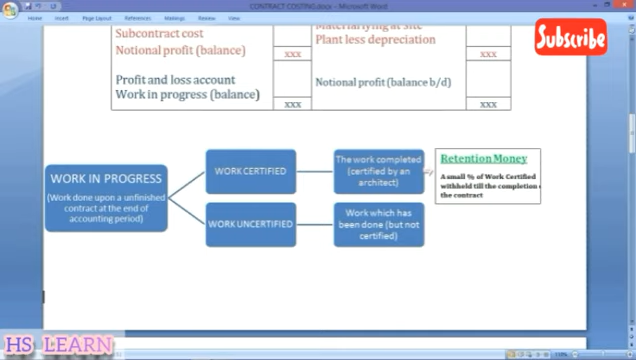 CONTRACT COSTING.docx - Microsoft Word
Home Insert Page Layout References Mailings Review View
Subcontract cost
Notional profit (balance)
xxx
Plant less depreciation
xxx
Profit and loss account
Work in progress (balance)
xxx
Notional profit (balance b/d)
xxx
Subscribe
WORK IN PROGRESS
(Work done upon a unfinished
contract at the end of
accounting period)
WORK CERTIFIED
The work completed
(certified by an
architect)
Retention Money
A small % of Work Certified
withheld till the completion
the contract
WORK UNCERTIFIED
Work which has
been done (but not
certified)
HS LEARN